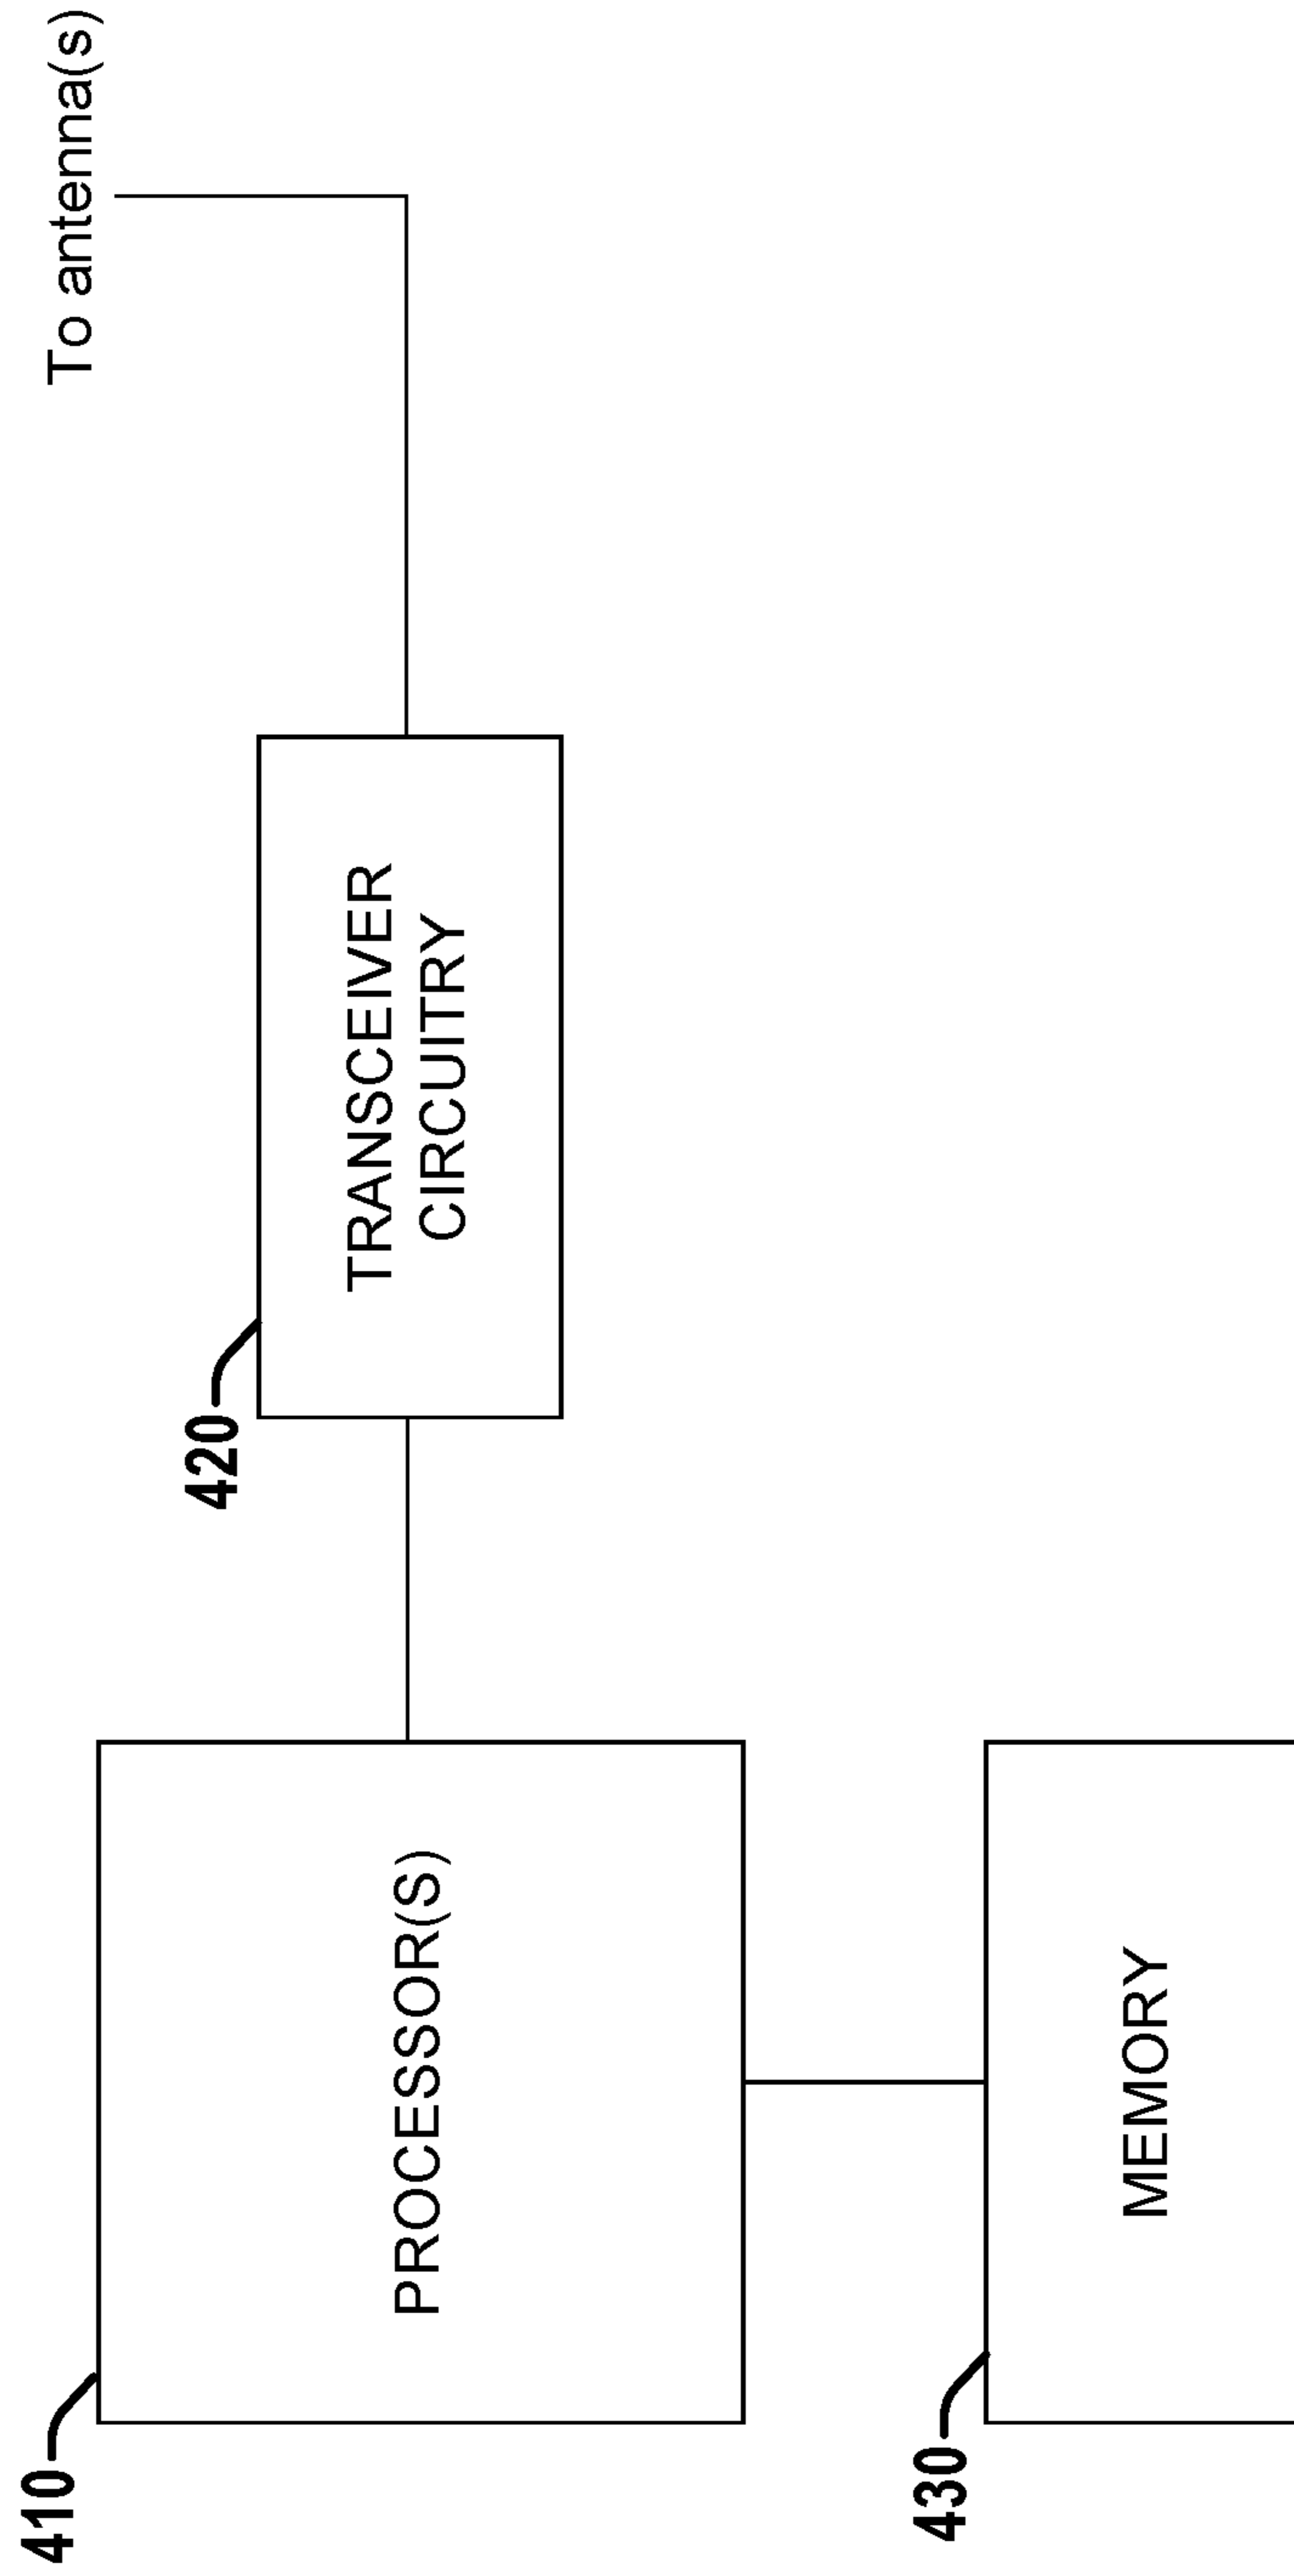 410
PROCESSOR(S)
420
TRANSCEIVER
CIRCUITRY
To antenna(s)
430
MEMORY